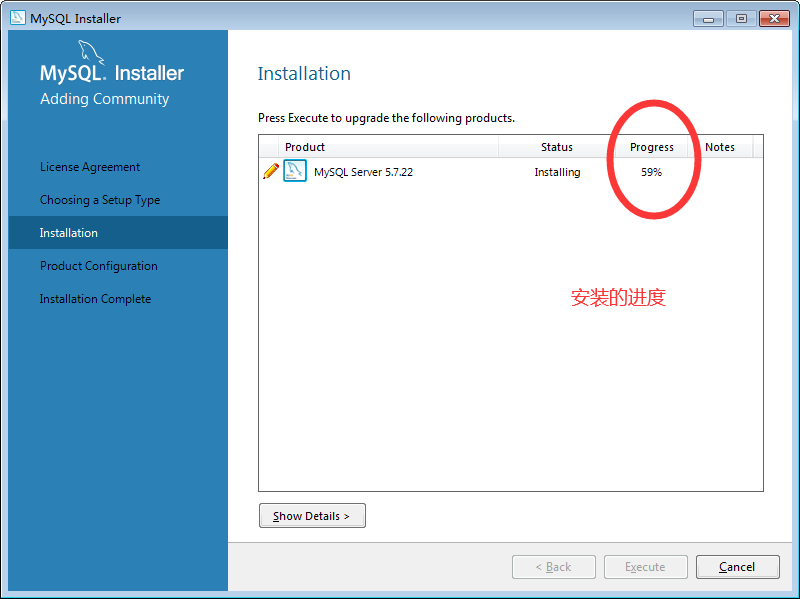 MySQL Installer
MySQL. Installer
Adding Community
License Agreement
Choosing a Setup Type
Installation
Product Configuration
Installation Complete
Installation
Press Execute to upgrade the following products.
Product Status Progress Notes
MySQL Server 5.7.22 Installing 59%
安装的进度
Show Details >
< Back Execute Cancel